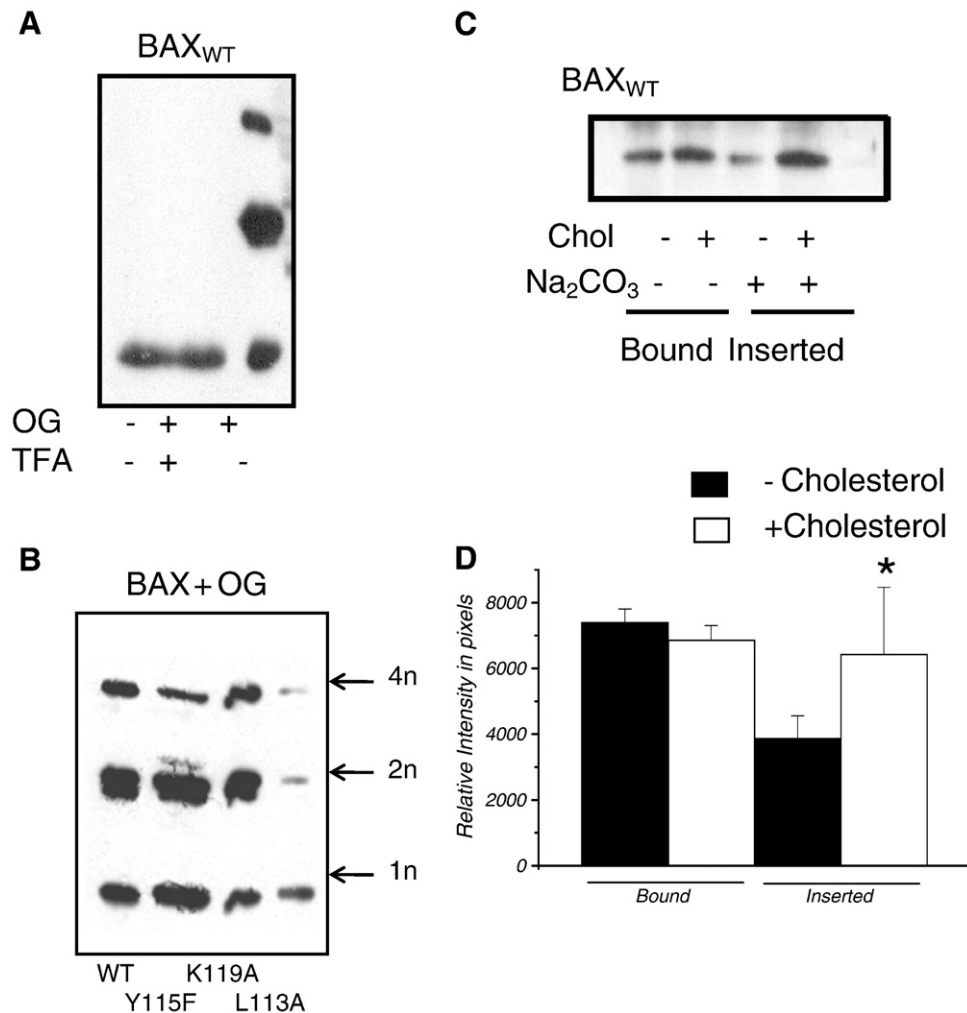 A
BAXWT
OG - + +
TFA - + -
B
BAX + OG
4n
2n
1n
WT K119A
Y115F L113A
C
BAXWT
Chol - + - +
Na2CO3 - - + +
Bound Inserted
- Cholesterol
+Cholesterol
D
*
Relative Intensity in pixels
8000
6000
4000
2000
0
Bound Inserted